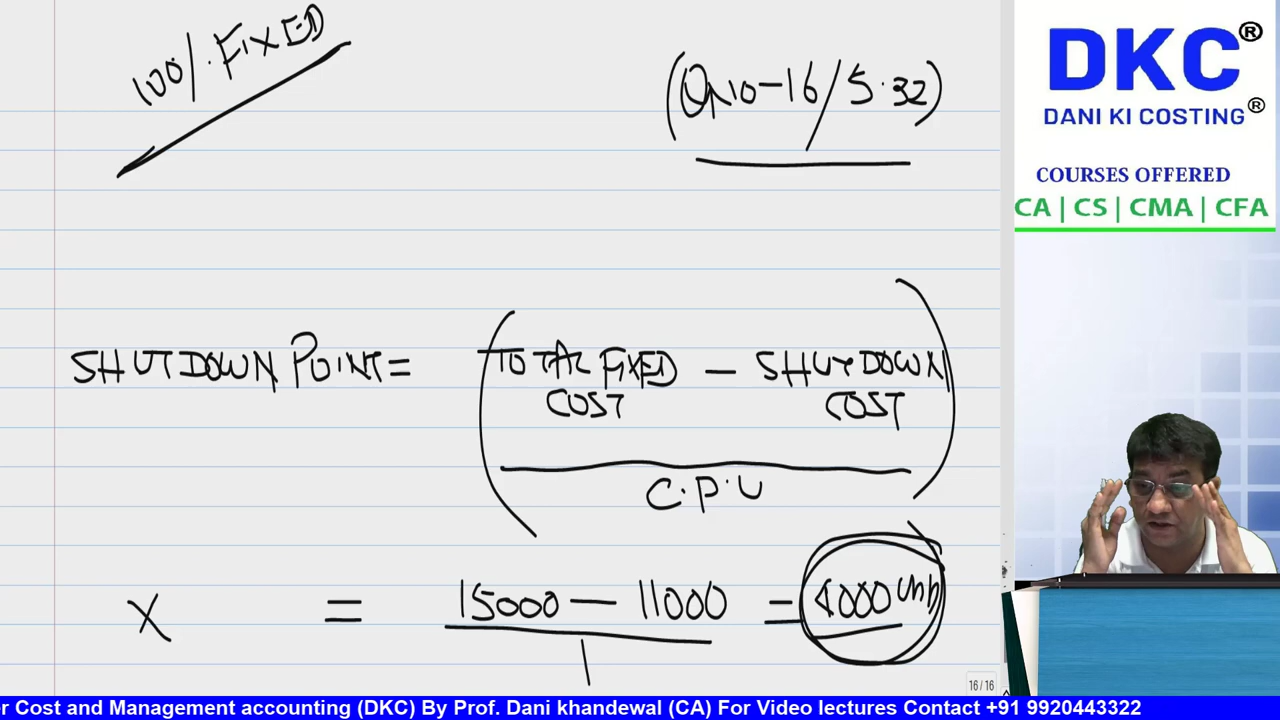 100%. FIXED
(Qn10-16/5.32)
SHUTDOWN POINT = (TOTAL FIXED COST - SHUTDOWN COST)
C.P.U
X = 15000 - 11000 = 4000 units
1
16/16
DKC®
DANI KI COSTING®
COURSES OFFERED
CA | CS | CMA | CFA
r Cost and Management accounting (DKC) By Prof. Dani khandewal (CA) For Video lectures Contact +91 9920443322